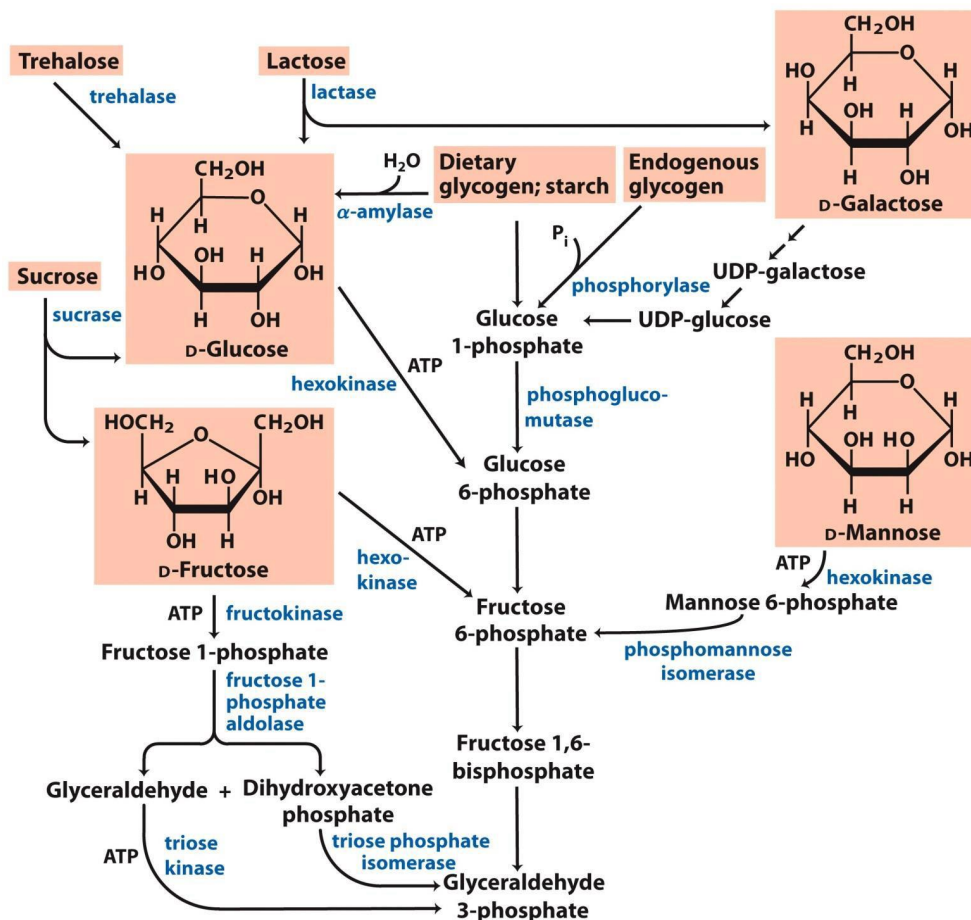 Trehalose
trehalase
Lactose
lactase
CH₂OH
O
H
HO
H
OH
H
H
H
OH
H
OH
D-Galactose
CH₂OH
O
H
H
H
OH
H
HO
OH
H
OH
D-Glucose
H₂O
α-amylase
Dietary
glycogen; starch
Endogenous
glycogen
Pᵢ
phosphorylase
UDP-galactose
UDP-glucose
Glucose
1-phosphate
Sucrose
sucrase
hexokinase
ATP
phosphogluco-
mutase
Glucose
6-phosphate
HOCH₂
O
CH₂OH
H
H
HO
OH
OH
H
D-Fructose
ATP
hexo-
kinase
CH₂OH
O
H
H
H
OH
HO
HO
OH
H
H
D-Mannose
ATP
hexokinase
Mannose 6-phosphate
phosphomannose
isomerase
Fructose
6-phosphate
ATP
fructokinase
Fructose 1-phosphate
fructose 1-
phosphate
aldolase
Fructose 1,6-
bisphosphate
Glyceraldehyde + Dihydroxyacetone
phosphate
ATP
triose
kinase
triose phosphate
isomerase
Glyceraldehyde
3-phosphate